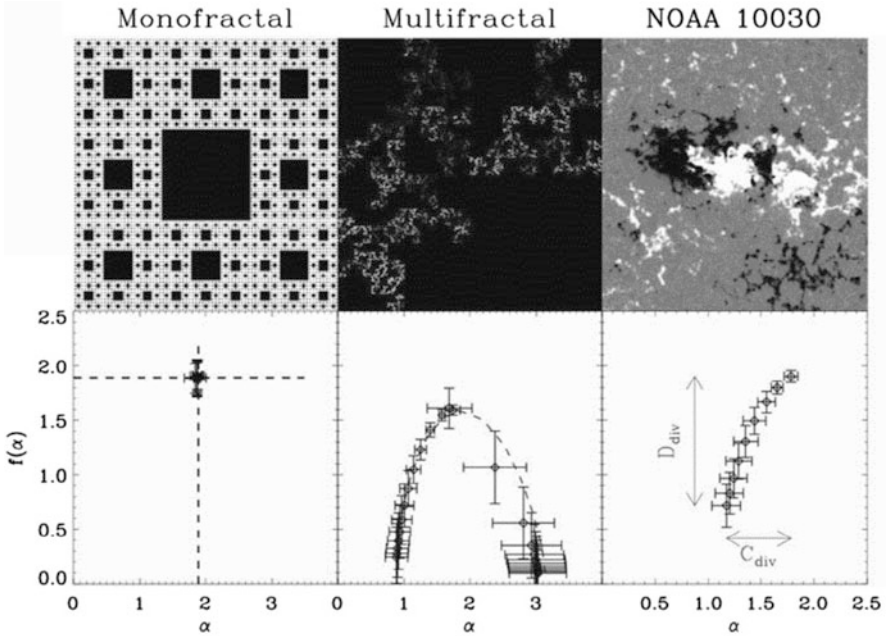 Monofractal Multifractal NOAA 10030
2.5
2.0
1.5
1.0
0.5
0.0
f(α)
D_div
C_div
0 1 2 3 4
0 1 2 3
0.5 1.0 1.5 2.0 2.5
α α α